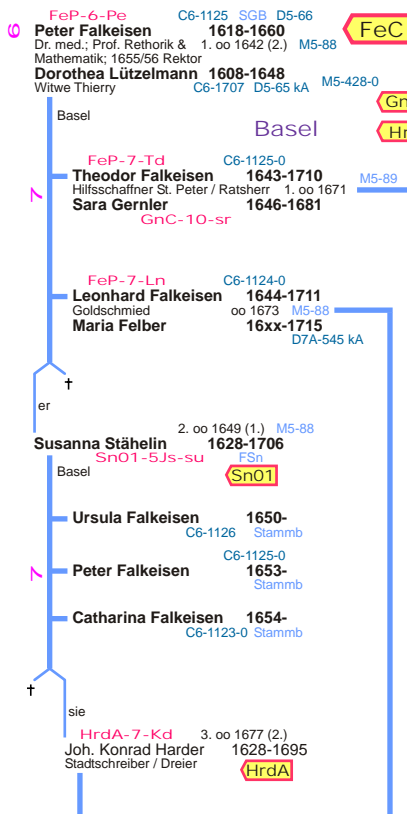 FeP-6-Pe C6-1125 SGB D5-66
6 Peter Falkeisen 1618-1660 FeC
Dr. med.; Prof. Rethorik & 1. oo 1642 (2.) M5-88
Mathematik; 1655/56 Rektor
Dorothea Lützelmann 1608-1648 M5-428-0
Witwe Thierry C6-1707 D5-65 kA
Gn
Basel
Basel Hr
FeP-7-Td C6-1125-0
7 Theodor Falkeisen 1643-1710 M5-89
Hilfsschaffner St. Peter / Ratsherr 1. oo 1671
Sara Gernler 1646-1681
GnC-10-sr
FeP-7-Ln C6-1124-0
Leonhard Falkeisen 1644-1711
Goldschmied oo 1673 M5-88
Maria Felber 16xx-1715
D7A-545 kA
✝
er
2. oo 1649 (1.) M5-88
Susanna Stähelin 1628-1706
Sn01-5Js-su FSn
Basel Sn01
Ursula Falkeisen 1650-
C6-1126 Stammb
C6-1125-0
7 Peter Falkeisen 1653-
Stammb
Catharina Falkeisen 1654-
C6-1123-0 Stammb
✝
sie
HrdA-7-Kd 3. oo 1677 (2.)
Joh. Konrad Harder 1628-1695
Stadtschreiber / Dreier HrdA